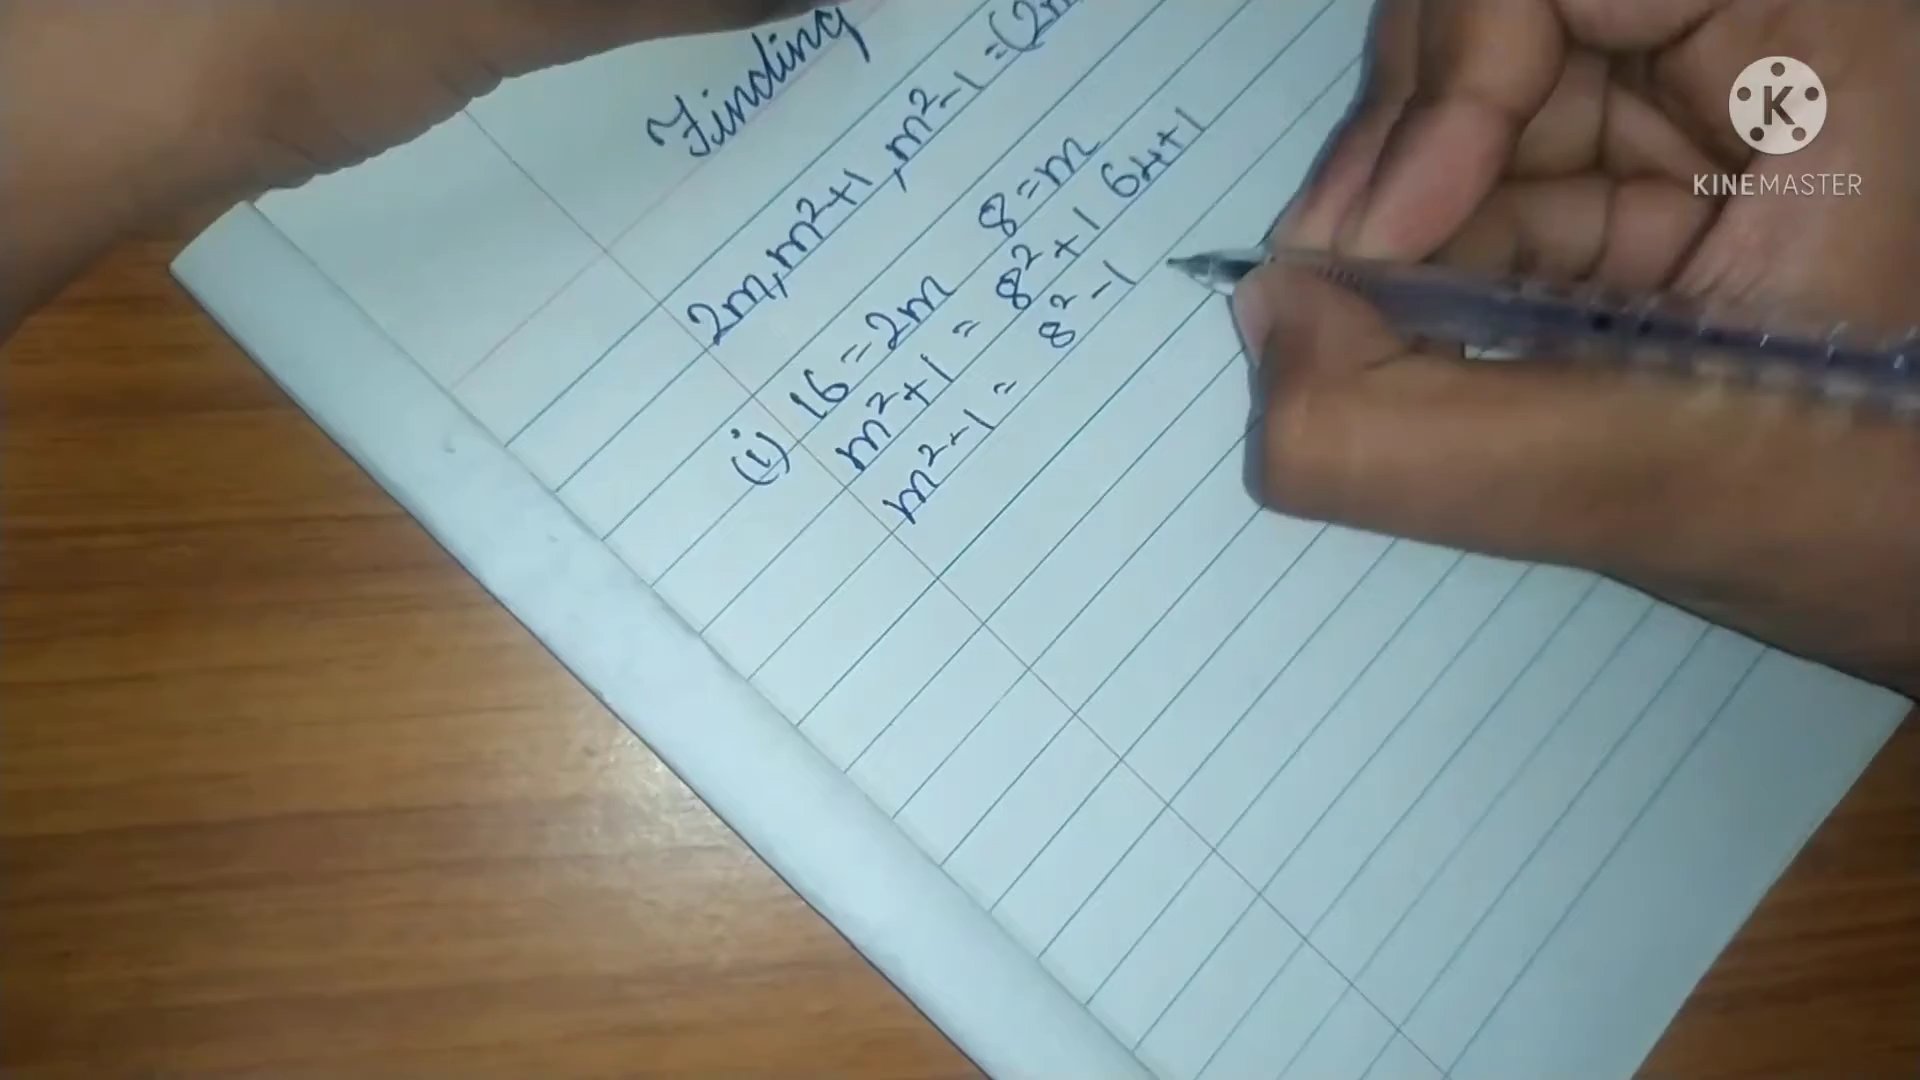 Finding
2m, m²+1, m²-1 = (2m
(i) 16 = 2m 8 = m
m²+1 = 8²+1 64+1
m²-1 = 8²-1
K
KINEMASTER